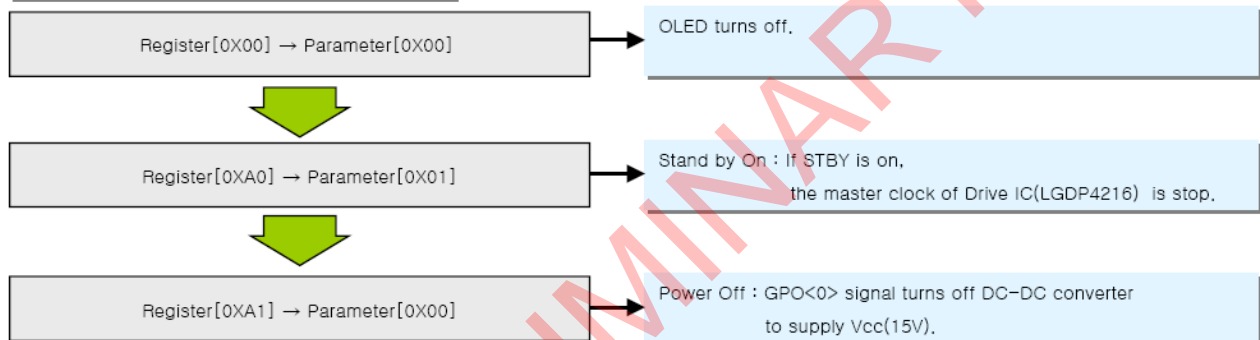 Register[0X00] → Parameter[0X00]
OLED turns off.
Register[0XA0] → Parameter[0X01]
Stand by On : If STBY is on,
the master clock of Drive IC(LGDP4216) is stop.
Register[0XA1] → Parameter[0X00]
Power Off : GPO<0> signal turns off DC-DC converter
to supply Vcc(15V).
IMINAR